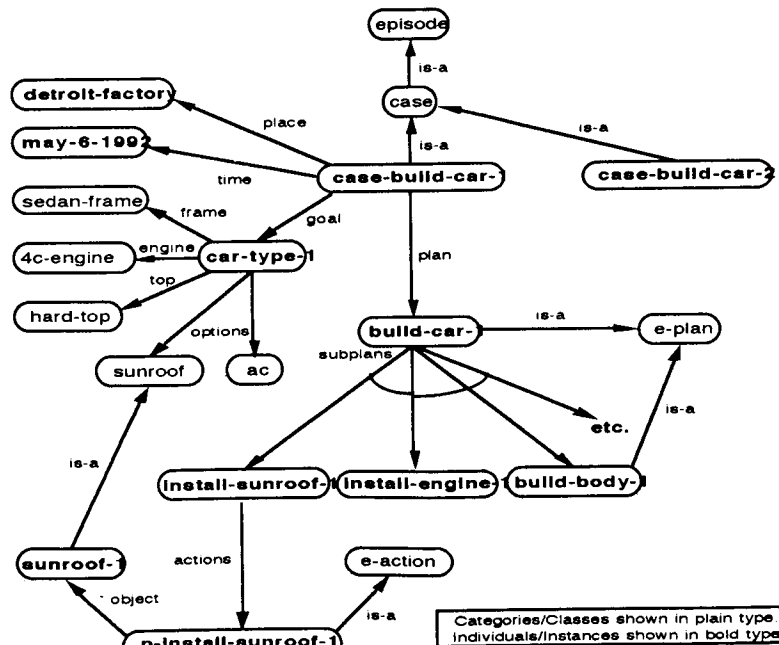 episode
is-a
detroit-factory
case
place
is-a
is-a
may-6-1992
time
case-build-car-1
case-build-car-2
sedan-frame
frame
goal
4c-engine
engine
car-type-1
plan
top
hard-top
options
build-car-1
is-a
e-plan
subplans
sunroof
ac
is-a
etc.
is-a
install-sunroof-1
install-engine-1
build-body-1
actions
sunroof-1
e-action
object
is-a
p-install-sunroof-1
Categories/Classes shown in plain type.
Individuals/Instances shown in bold type